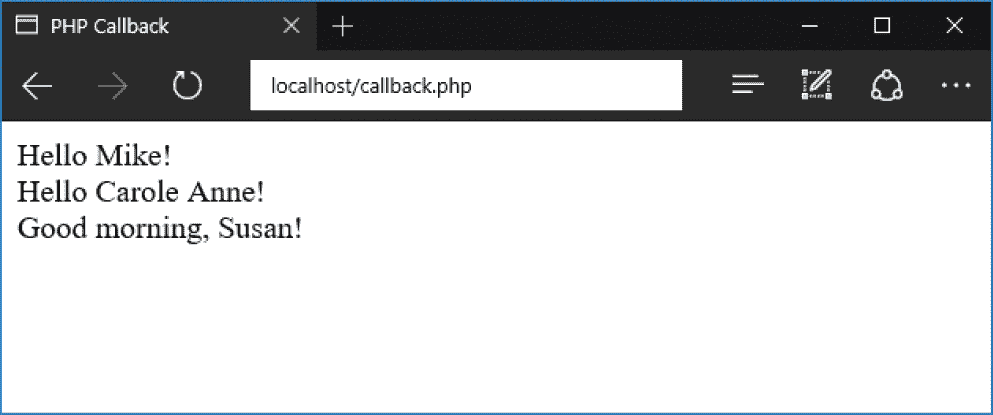 PHP Callback
localhost/callback.php
Hello Mike!
Hello Carole Anne!
Good morning, Susan!